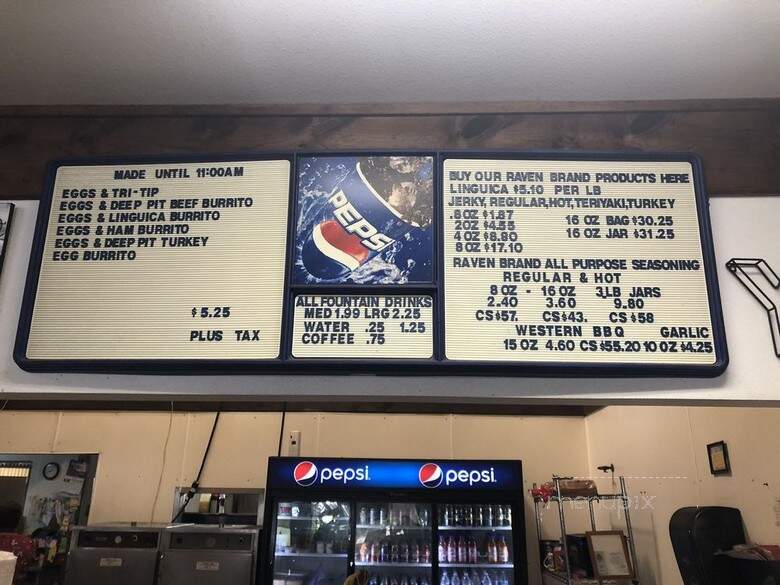 MADE UNTIL 11:00AM
EGGS & TRI-TIP
EGGS & DEEP PIT BEEF BURRITO
EGGS & LINGUICA BURRITO
EGGS & HAM BURRITO
EGGS & DEEP PIT TURKEY
EGG BURRITO
$5.25
PLUS TAX
PEPSI
ALL FOUNTAIN DRINKS
MED 1.99 LRG 2.25
WATER .25 1.25
COFFEE .75
BUY OUR RAVEN BRAND PRODUCTS HERE
LINGUICA $5.10 PER LB
JERKY, REGULAR, HOT, TERIYAKI, TURKEY
.8 OZ $1.87
2OZ $4.55 16 OZ BAG $30.25
4 OZ $8.90 16 OZ JAR $31.25
8 OZ $17.10
RAVEN BRAND ALL PURPOSE SEASONING
REGULAR & HOT
8 OZ - 16 OZ 3LB JARS
2.40 3.60 9.80
CS $57. CS $43. CS $58
WESTERN BBQ GARLIC
15 OZ 4.60 CS $55.20 10 OZ $4.25
pepsi pepsi
menupix